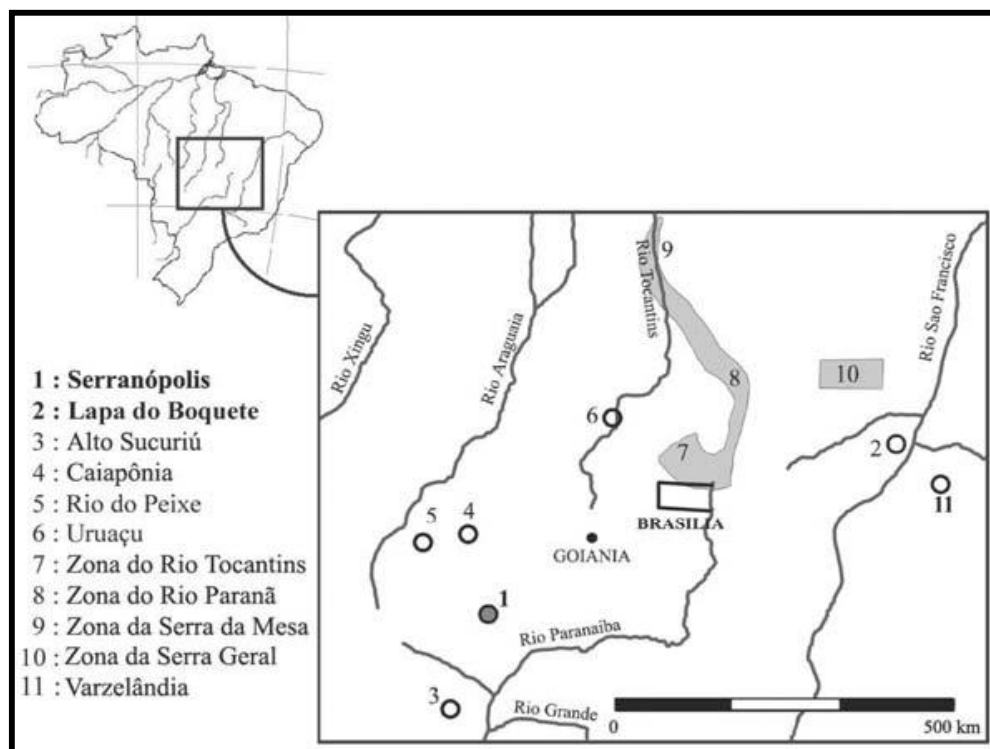 1 : Serranópolis
2 : Lapa do Boquete
3 : Alto Sucuriú
4 : Caiapônia
5 : Rio do Peixe
6 : Uruaçu
7 : Zona do Rio Tocantins
8 : Zona do Rio Paranã
9 : Zona da Serra da Mesa
10 : Zona da Serra Geral
11 : Varzelândia
Rio Xingu
Rio Araguaia
Rio Tocantins
9
8
10
Rio Sao Francisco
6
7
2
11
BRASILIA
5
4
GOIANIA
1
Rio Paranaiba
3
Rio Grande
0
500 km